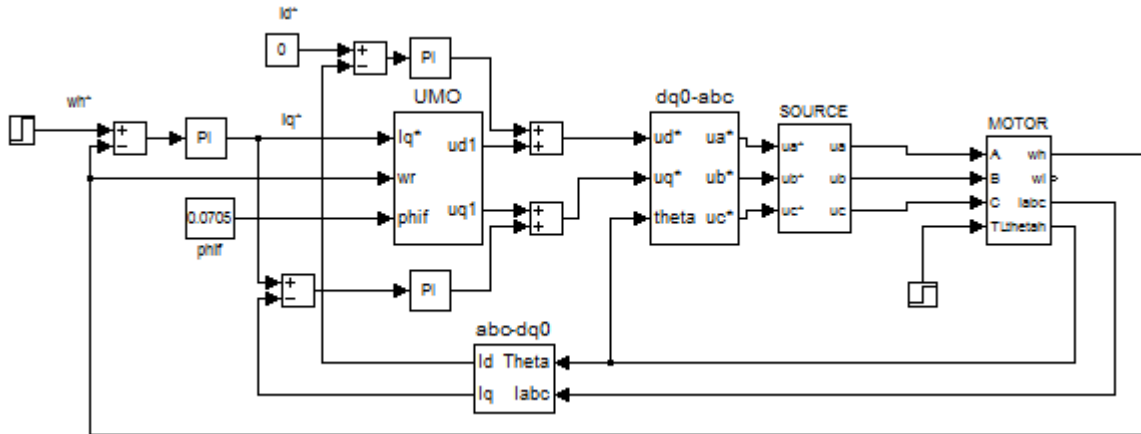 Id*
0
+
−
PI
wh*
+
−
PI
Iq*
UMO
Iq*
wr
phif
ud1
uq1
0.0705
phif
+
+
+
+
+
−
PI
dq0-abc
ud*
uq*
theta
ua*
ub*
uc*
SOURCE
ua*
ub*
uc*
ua
ub
uc
MOTOR
A
B
C
TL
wh
wl
Iabc
thetah
abc-dq0
Id
Iq
Theta
Iabc